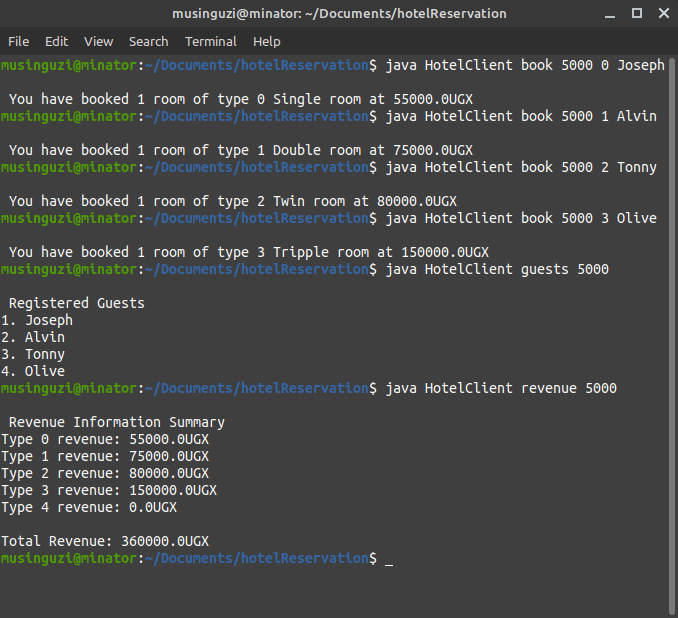 musinguzi@minator: ~/Documents/hotelReservation
File Edit View Search Terminal Help
musinguzi@minator:~/Documents/hotelReservation$ java HotelClient book 5000 0 Joseph
You have booked 1 room of type 0 Single room at 55000.0UGX
musinguzi@minator:~/Documents/hotelReservation$ java HotelClient book 5000 1 Alvin
You have booked 1 room of type 1 Double room at 75000.0UGX
musinguzi@minator:~/Documents/hotelReservation$ java HotelClient book 5000 2 Tonny
You have booked 1 room of type 2 Twin room at 80000.0UGX
musinguzi@minator:~/Documents/hotelReservation$ java HotelClient book 5000 3 Olive
You have booked 1 room of type 3 Tripple room at 150000.0UGX
musinguzi@minator:~/Documents/hotelReservation$ java HotelClient guests 5000
Registered Guests
1. Joseph
2. Alvin
3. Tonny
4. Olive
musinguzi@minator:~/Documents/hotelReservation$ java HotelClient revenue 5000
Revenue Information Summary
Type 0 revenue: 55000.0UGX
Type 1 revenue: 75000.0UGX
Type 2 revenue: 80000.0UGX
Type 3 revenue: 150000.0UGX
Type 4 revenue: 0.0UGX
Total Revenue: 360000.0UGX
musinguzi@minator:~/Documents/hotelReservation$ _